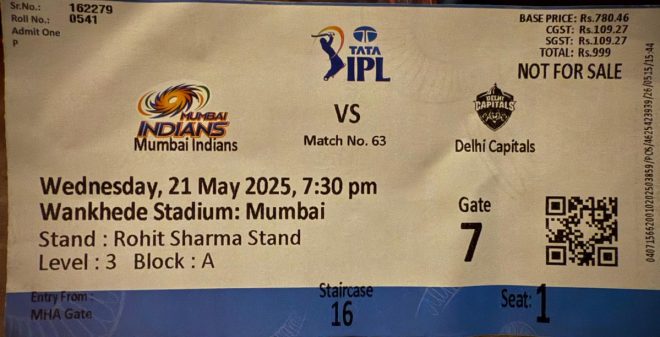 Sr.No.: 162279
Roll No.: 0541
Admit One
P
TATA
IPL
BASE PRICE: Rs.780.46
CGST: Rs.109.27
SGST: Rs.109.27
TOTAL: Rs.999
NOT FOR SALE
MUMBAI
INDIANS
Mumbai Indians
VS
Match No. 63
DELHI
CAPITALS
Delhi Capitals
Wednesday, 21 May 2025, 7:30 pm
Wankhede Stadium: Mumbai
Stand : Rohit Sharma Stand
Level : 3 Block : A
Gate
7
Entry From :
MHA Gate
Staircase
16
Seat: 1